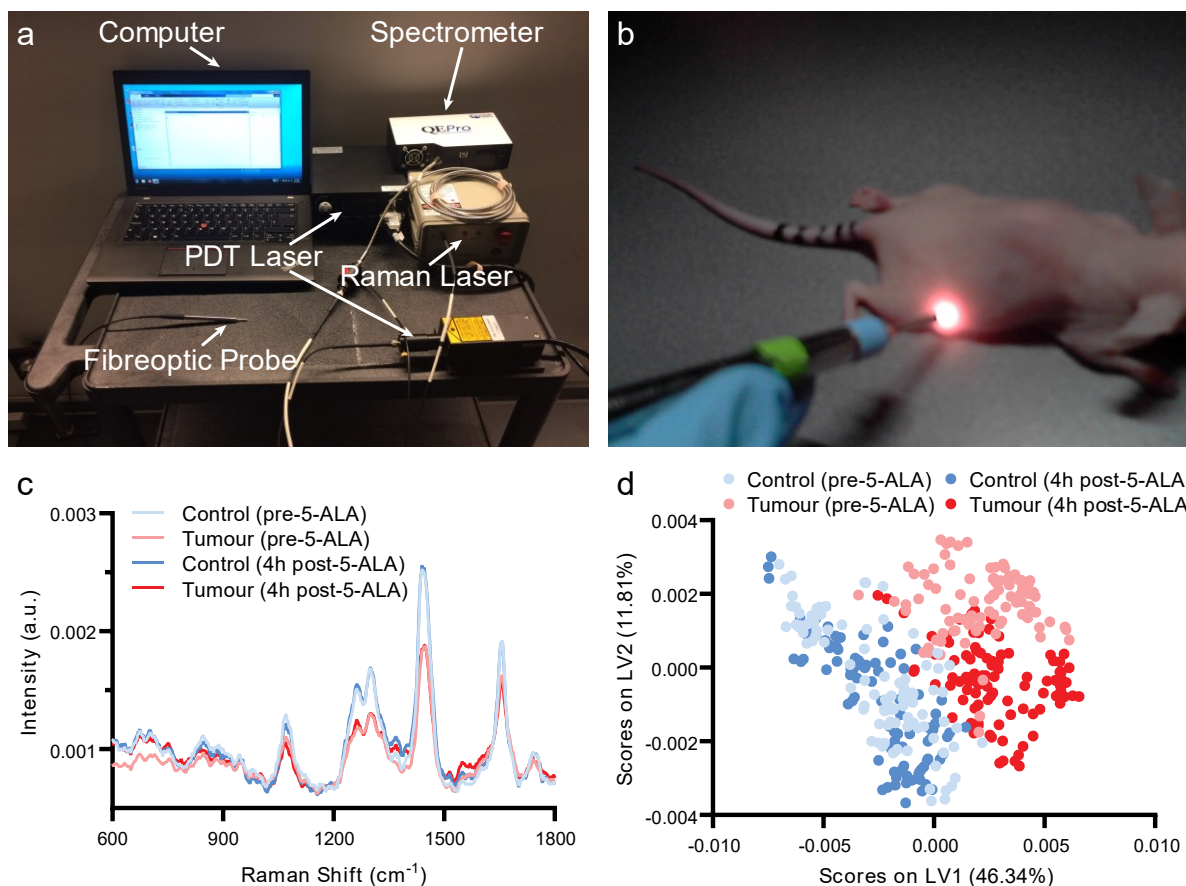 a
Computer
Spectrometer
QEPro
PDT Laser
Raman Laser
Fibreoptic Probe
b
c
Control (pre-5-ALA)
Tumour (pre-5-ALA)
Control (4h post-5-ALA)
Tumour (4h post-5-ALA)
0.003
0.002
0.001
Intensity (a.u.)
600
900
1200
1500
1800
Raman Shift (cm⁻¹)
d
Control (pre-5-ALA) Control (4h post-5-ALA
Tumour (pre-5-ALA) Tumour (4h post-5-ALA
0.004
0.002
0.000
-0.002
-0.004
Scores on LV2 (11.81%)
-0.010
-0.005
0.000
0.005
0.010
Scores on LV1 (46.34%)